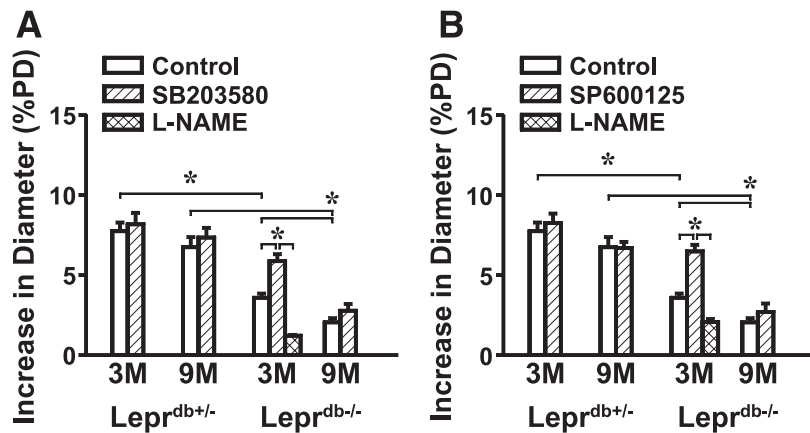 A
Increase in Diameter (%PD)
Control
SB203580
L-NAME
15
10
5
0
*
*
*
3M 9M 3M 9M
Lepr^db+/- Lepr^db-/-
B
Increase in Diameter (%PD)
Control
SP600125
L-NAME
15
10
5
0
*
*
*
3M 9M 3M 9M
Lepr^db+/- Lepr^db-/-